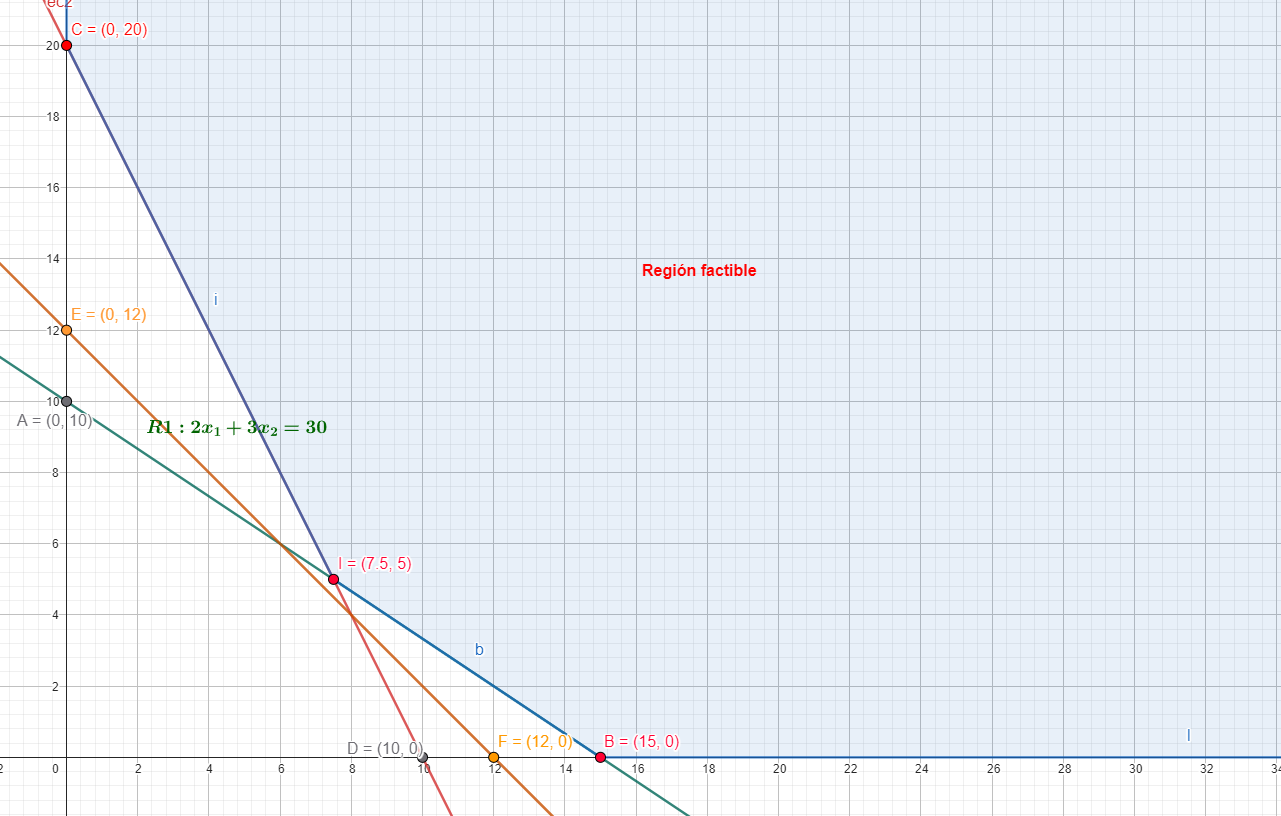 ec2
C = (0, 20)
20
18
16
14
Región factible
i
E = (0, 12)
12
10
A = (0, 10)
R1 : 2x₁ + 3x₂ = 30
8
6
I = (7.5, 5)
4
b
2
D = (10, 0)
F = (12, 0)
B = (15, 0)
l
2 0 2 4 6 8 10 12 14 16 18 20 22 24 26 28 30 32 34